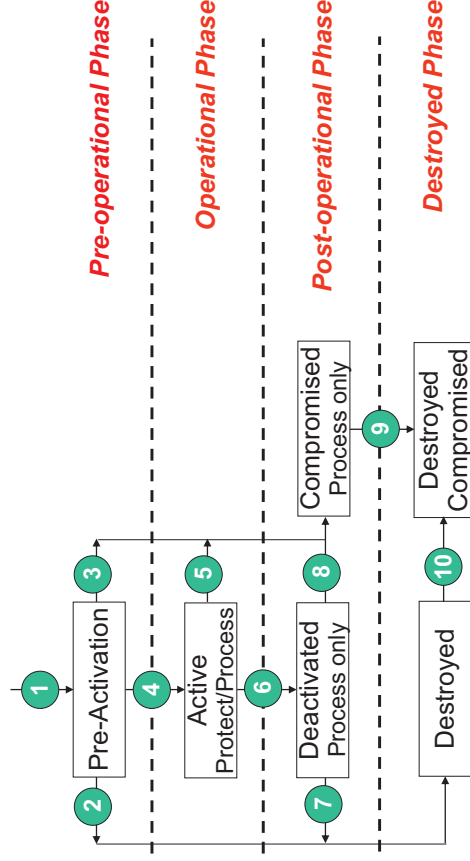 1
Pre-Activation
2
3
Pre-operational Phase
4
Active
Protect/Process
5
Operational Phase
6
Deactivated
Process only
7
8
Compromised
Process only
Post-operational Phase
9
Destroyed
10
Destroyed
Compromised
Destroyed Phase